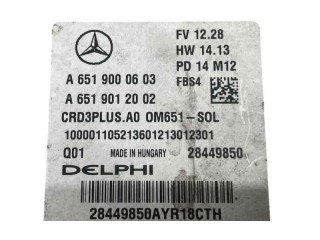 FV 12.28
HW 14.13
A 651 900 06 03 PD 14 M12
FBS4
A 651 901 20 02
CRD3PLUS.A0 OM651-SOL
10000110521360121301​2301
Q01 MADE IN HUNGARY 28449850
DELPHI
28449850AYR18CTH